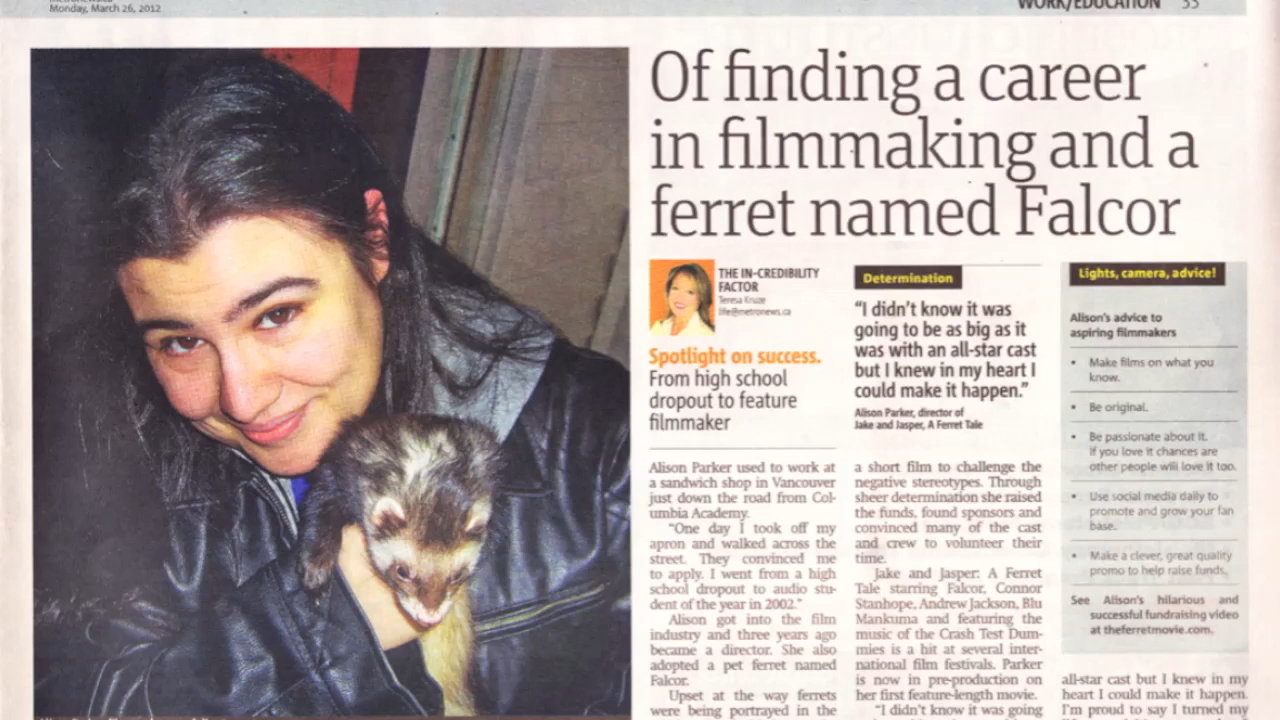 Monday, March 26, 2012
WORK/EDUCATION
Of finding a career
in filmmaking and a
ferret named Falcor
THE IN-CREDIBILITY
FACTOR
Teresa Kruze
life@metronews.ca
Spotlight on success.
From high school
dropout to feature
filmmaker
Alison Parker used to work at
a sandwich shop in Vancouver
just down the road from Col-
umbia Academy.
“One day I took off my
apron and walked across the
street. They convinced me
to apply. I went from a high
school dropout to audio stu-
dent of the year in 2002.”
Alison got into the film
industry and three years ago
became a director. She also
adopted a pet ferret named
Falcor.
Upset at the way ferrets
were being portrayed in the
Determination
“I didn’t know it was
going to be as big as it
was with an all-star cast
but I knew in my heart I
could make it happen.”
Alison Parker, director of
Jake and Jasper, A Ferret Tale
a short film to challenge the
negative stereotypes. Through
sheer determination she raised
the funds, found sponsors and
convinced many of the cast
and crew to volunteer their
time.
Jake and Jasper: A Ferret
Tale starring Falcor, Connor
Stanhope, Andrew Jackson, Blu
Mankuma and featuring the
music of the Crash Test Dum-
mies is a hit at several inter-
national film festivals. Parker
is now in pre-production on
her first feature-length movie.
“I didn’t know it was going
Lights, camera, advice!
Alison’s advice to
aspiring filmmakers
• Make films on what you
know.
• Be original.
• Be passionate about it.
If you love it chances are
other people will love it too.
• Use social media daily to
promote and grow your fan
base.
• Make a clever, great quality
promo to help raise funds.
See Alison’s hilarious and
successful fundraising video
at theferretmovie.com.
all-star cast but I knew in my
heart I could make it happen.
I’m proud to say I turned my